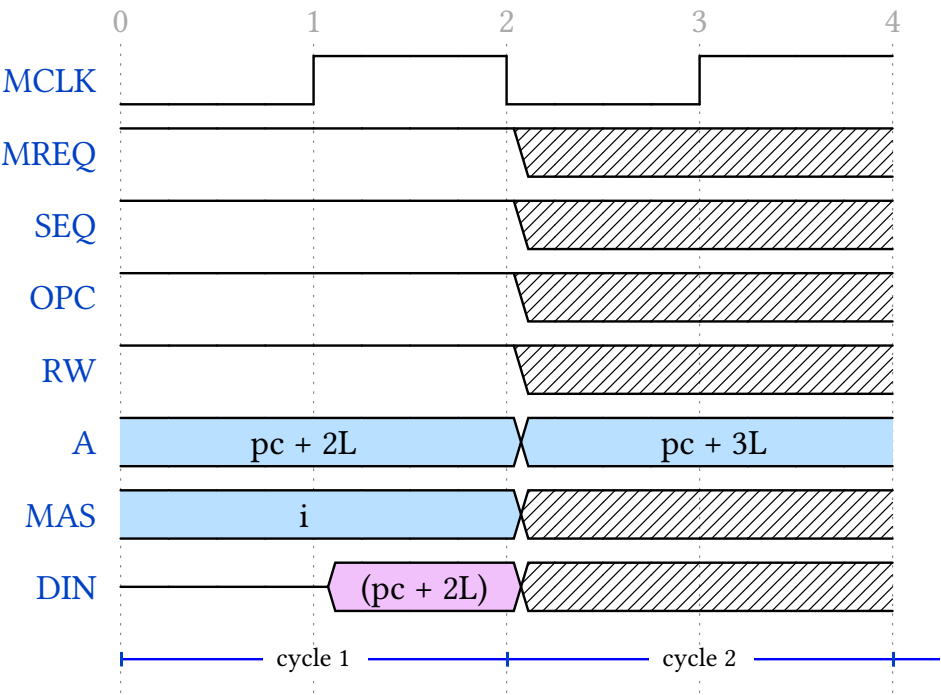 0 1 2 3 4
MCLK
MREQ
SEQ
OPC
RW
A pc + 2L pc + 3L
MAS i
DIN (pc + 2L)
cycle 1 cycle 2